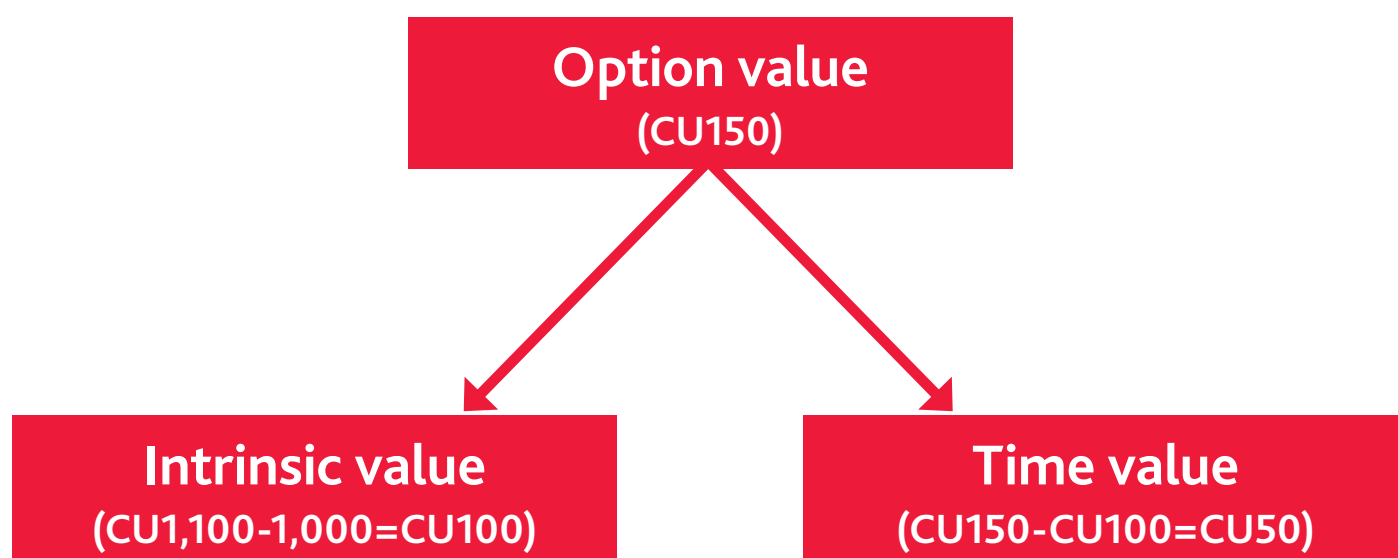 Option value
(CU150)
Intrinsic value
(CU1,100-1,000=CU100)
Time value
(CU150-CU100=CU50)